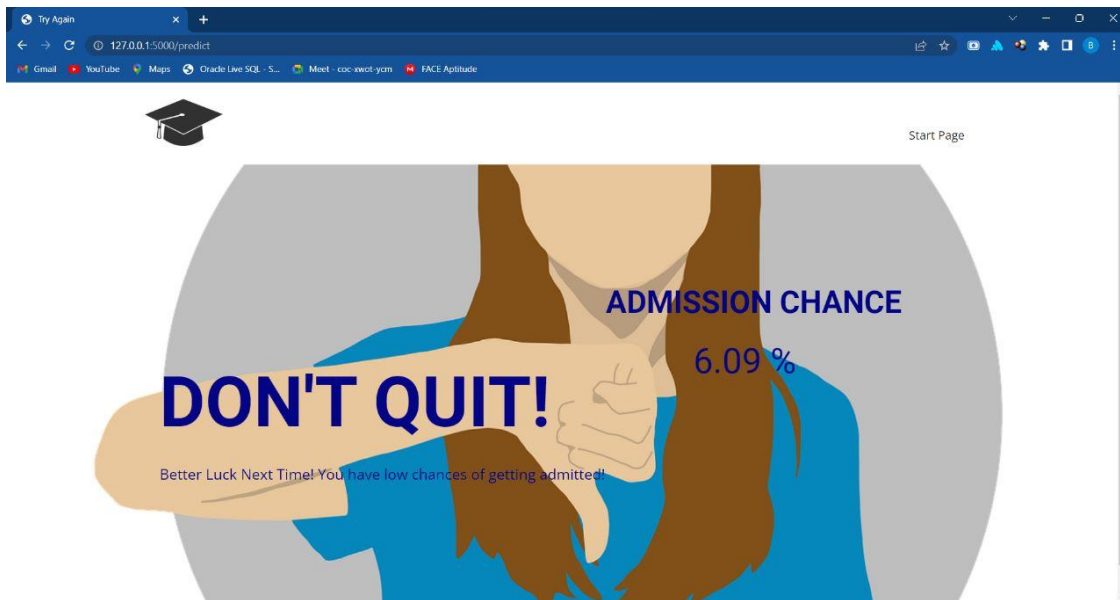 Try Again
127.0.0.1:5000/predict
Gmail YouTube Maps Oracle Live SQL - S... Meet - coc-xwot-ycm FACE Aptitude
B
Start Page
ADMISSION CHANCE
6.09 %
DON'T QUIT!
Better Luck Next Time! You have low chances of getting admitted!